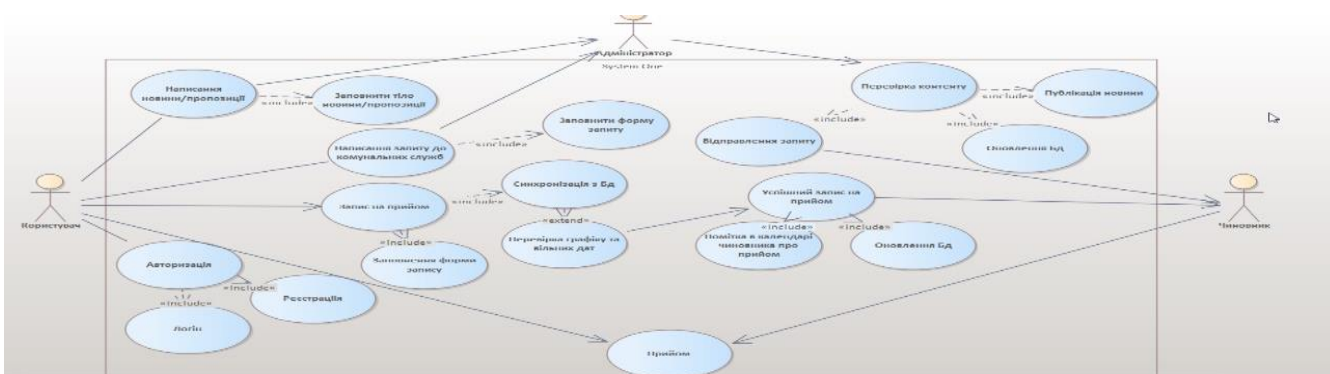 Адміністратор
System One
Написання
новини/пропозиції
«include»
Заповнити тіло
новини/пропозиції
Перевірка контенту
«include»
Публікація новини
Заповнити форму
запиту
Написання запиту до
комунальних служб
«include»
Відправлення запиту
«include»
«include»
Оновлення Бд
Користувач
Запис на прийом
«include»
Синхронізація з Бд
Успішний запис на
прийом
Чиновник
«include»
Заповнення форми
запису
«extend»
Перевірка графіку та
вільних дат
«include»
Помітка в календарі
чиновника про
прийом
«include»
Оновлення Бд
Авторизація
«include»
Реєстрація
«include»
Логін
Прийом